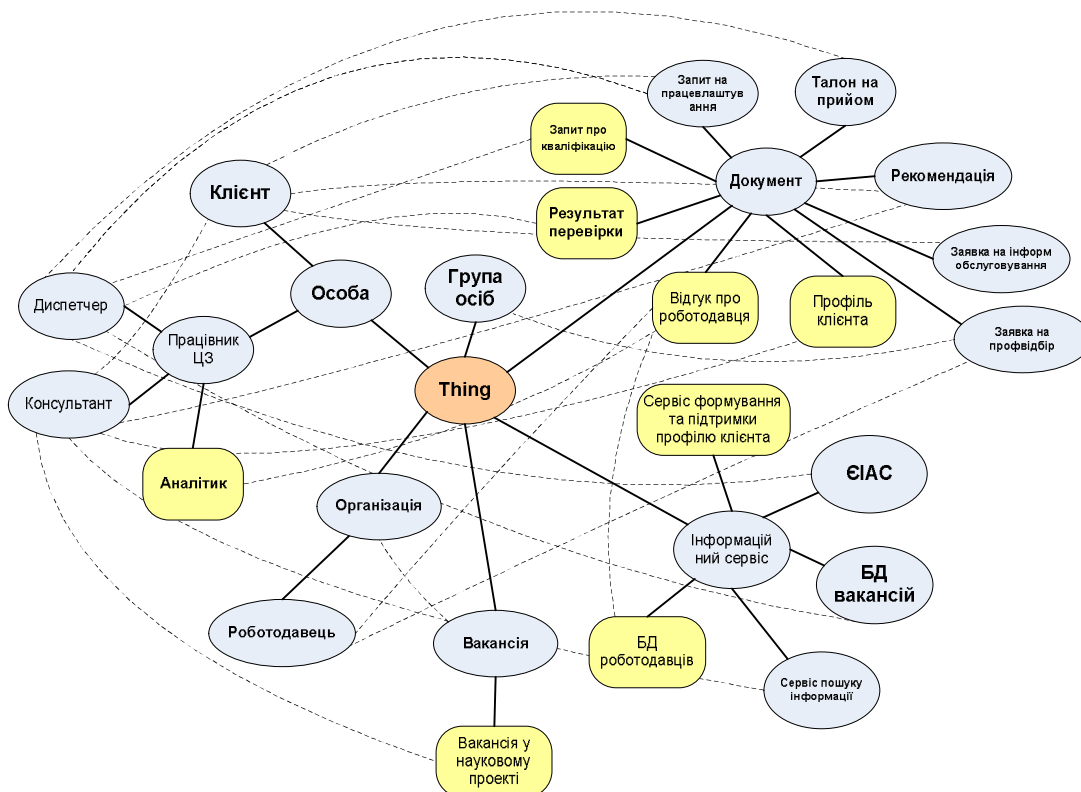 Запит на
працевлаштув
ання
Талон на
прийом
Запит про
кваліфікацію
Документ
Рекомендація
Клієнт
Результат
перевірки
Заявка на інформ
обслуговування
Група
осіб
Особа
Диспетчер
Відгук про
роботодавця
Профіль
клієнта
Заявка на
профвідбір
Працівник
ЦЗ
Thing
Консультант
Сервіс формування
та підтримки
профілю клієнта
Аналітик
ЄІАС
Організація
Інформацій
ний сервіс
БД
вакансій
Роботодавець
Вакансія
БД
роботодавців
Сервіс пошуку
інформації
Вакансія у
науковому
проекті